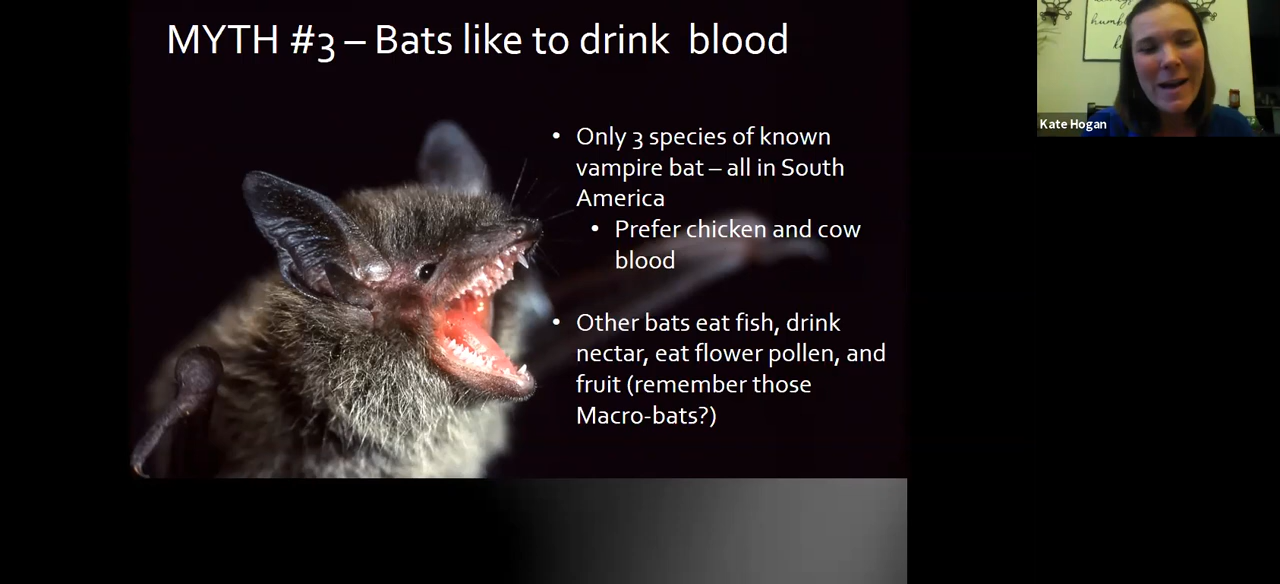 MYTH #3 – Bats like to drink  blood
• Only 3 species of known
vampire bat – all in South
America
• Prefer chicken and cow
blood
• Other bats eat fish, drink
nectar, eat flower pollen, and
fruit (remember those
Macro-bats?)
humble
Kate Hogan